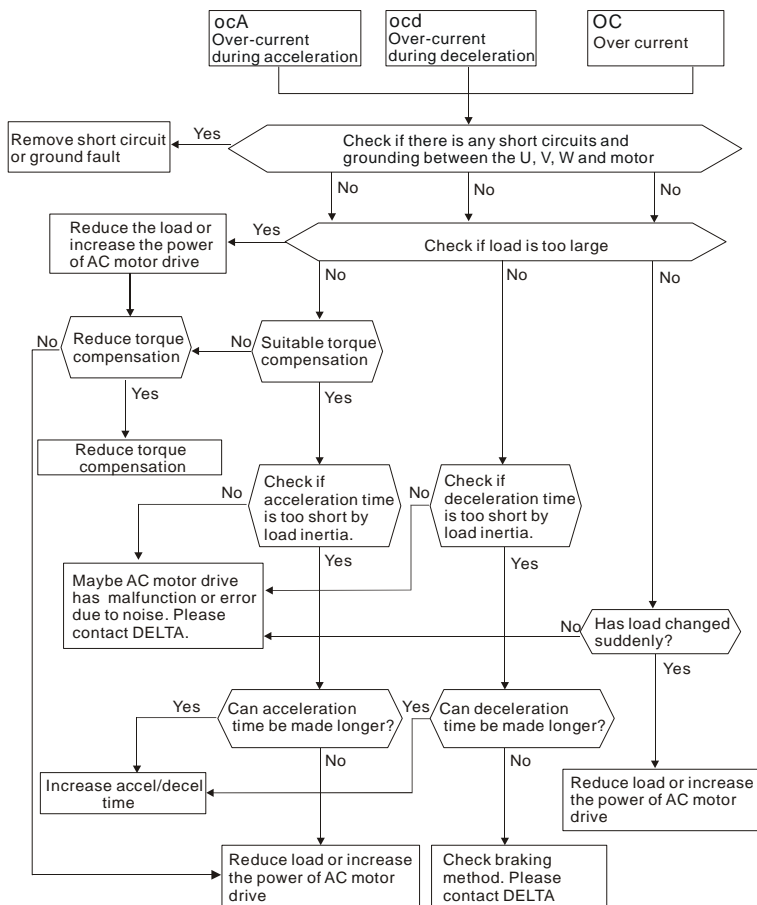 ocA
Over-current
during acceleration
ocd
Over-current
during deceleration
OC
Over current
Remove short circuit
or ground fault
Yes
Check if there is any short circuits and
grounding between the U, V, W and motor
No
No
No
Reduce the load or
increase the power
of AC motor drive
Yes
Check if load is too large
No
No
No
No
Reduce torque
compensation
No
Suitable torque
compensation
Yes
Yes
Reduce torque
compensation
No
Check if
acceleration time
is too short by
load inertia.
No
Check if
deceleration time
is too short by
load inertia.
Yes
Yes
Maybe AC motor drive
has malfunction or error
due to noise. Please
contact DELTA.
No
Has load changed
suddenly?
Yes
Yes
Can acceleration
time be made longer?
Yes
Can deceleration
time be made longer?
No
No
Increase accel/decel
time
Reduce load or increase
the power of AC motor
drive
Reduce load or increase
the power of AC motor
drive
Check braking
method. Please
contact DELTA